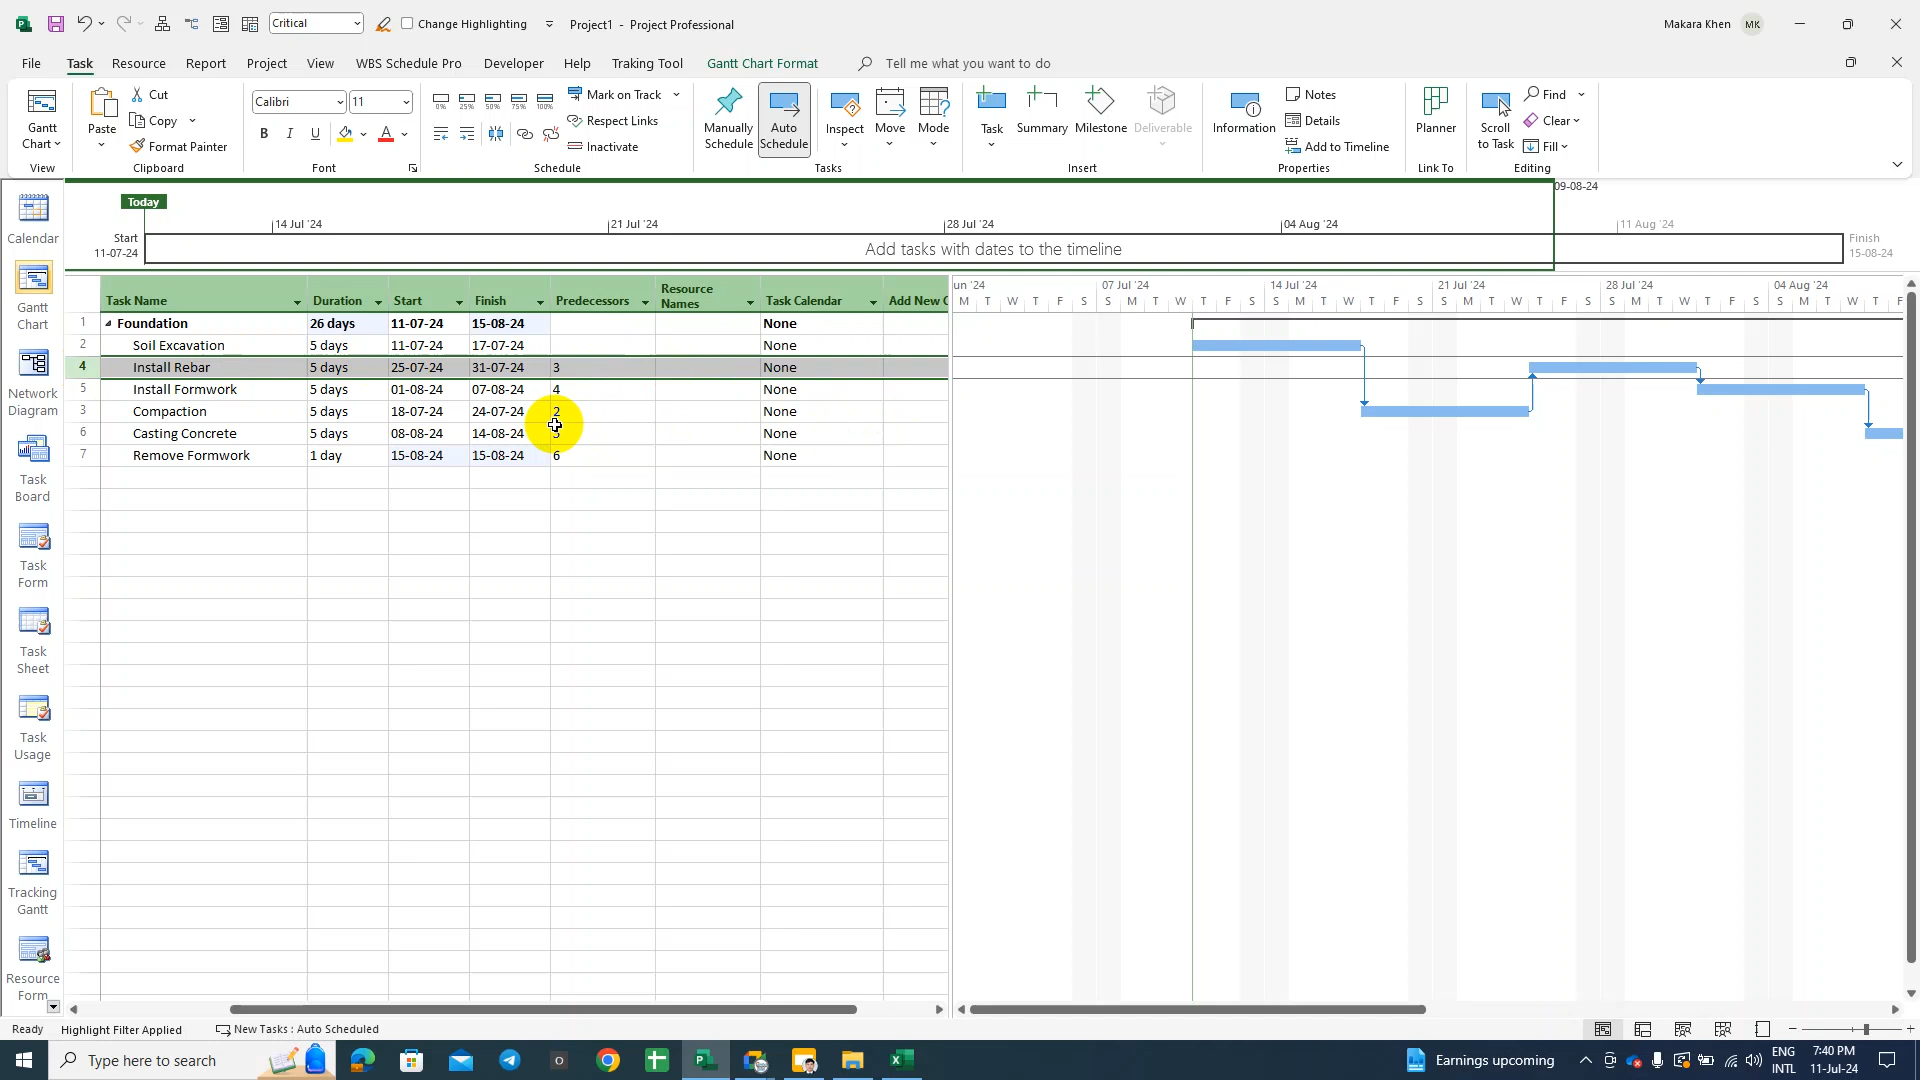 Critical
Change Highlighting
Project1 - Project Professional
Makara Khen
MK
File
Task
Resource
Report
Project
View
WBS Schedule Pro
Developer
Help
Traking Tool
Gantt Chart Format
Tell me what you want to do
Gantt
Chart
View
Paste
Cut
Copy
Format Painter
Clipboard
Calibri
11
B I U
A
Font
0%
25%
50%
75%
100%
Mark on Track
Respect Links
Inactivate
Schedule
Manually
Schedule
Auto
Schedule
Inspect
Move
Mode
Tasks
Task
Summary
Milestone
Deliverable
Insert
Information
Notes
Details
Add to Timeline
Properties
Planner
Link To
Scroll
to Task
Find
Clear
Fill
Editing
Today
Start
11-07-24
14 Jul '24
21 Jul '24
28 Jul '24
04 Aug '24
09-08-24
11 Aug '24
Add tasks with dates to the timeline
Finish
15-08-24
Calendar
Gantt
Chart
Network
Diagram
Task
Board
Task
Form
Task
Sheet
Task
Usage
Timeline
Tracking
Gantt
Resource
Form
Task Name Duration Start Finish Predecessors Resource Names Task Calendar Add New C
1 Foundation 26 days 11-07-24 15-08-24 None
2 Soil Excavation 5 days 11-07-24 17-07-24 None
4 Install Rebar 5 days 25-07-24 31-07-24 3 None
5 Install Formwork 5 days 01-08-24 07-08-24 4 None
3 Compaction 5 days 18-07-24 24-07-24 2 None
6 Casting Concrete 5 days 08-08-24 14-08-24 5 None
7 Remove Formwork 1 day 15-08-24 15-08-24 6 None
un '24 07 Jul '24 14 Jul '24 21 Jul '24 28 Jul '24 04 Aug '24
M T W T F S S M T W T F S S M T W T F S S M T W T F S S M T W T F S S M T W T F
Ready
Highlight Filter Applied
New Tasks : Auto Scheduled
Type here to search
Earnings upcoming
ENG
INTL
7:40 PM
11-Jul-24